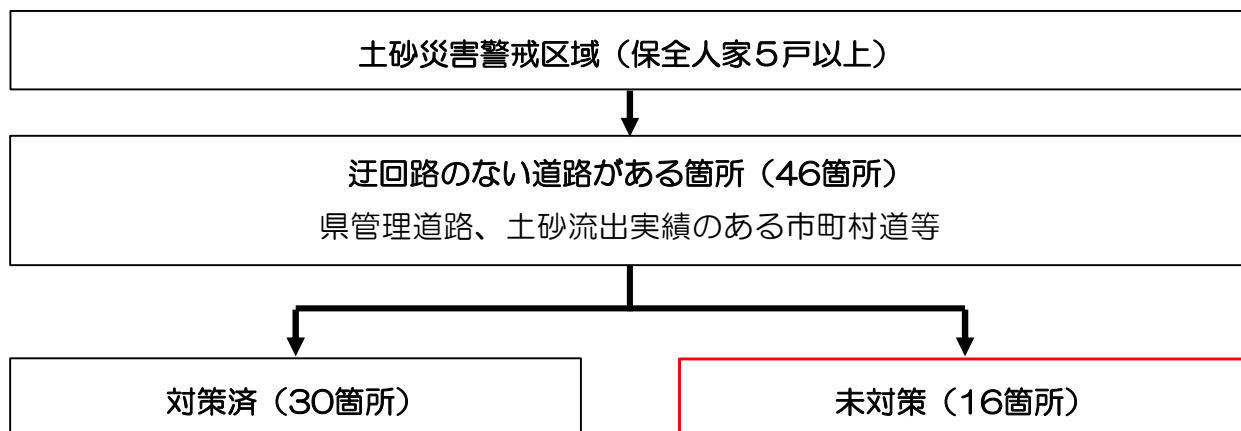 土砂災害警戒区域（保全人家５戸以上）
迂回路のない道路がある箇所（46箇所）
県管理道路、土砂流出実績のある市町村道等
対策済（30箇所）
未対策（16箇所）